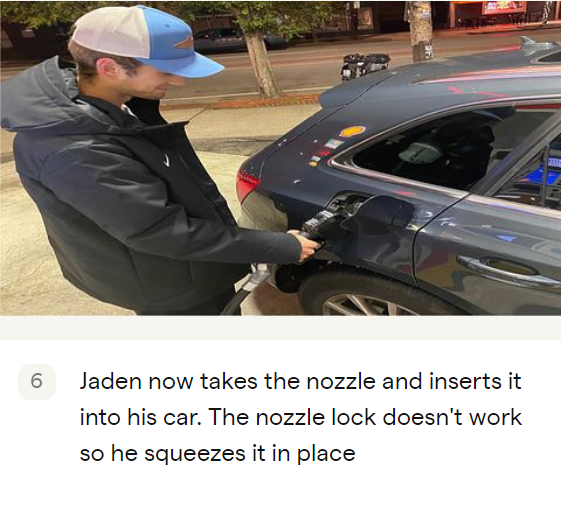 6
Jaden now takes the nozzle and inserts it
into his car. The nozzle lock doesn't work
so he squeezes it in place